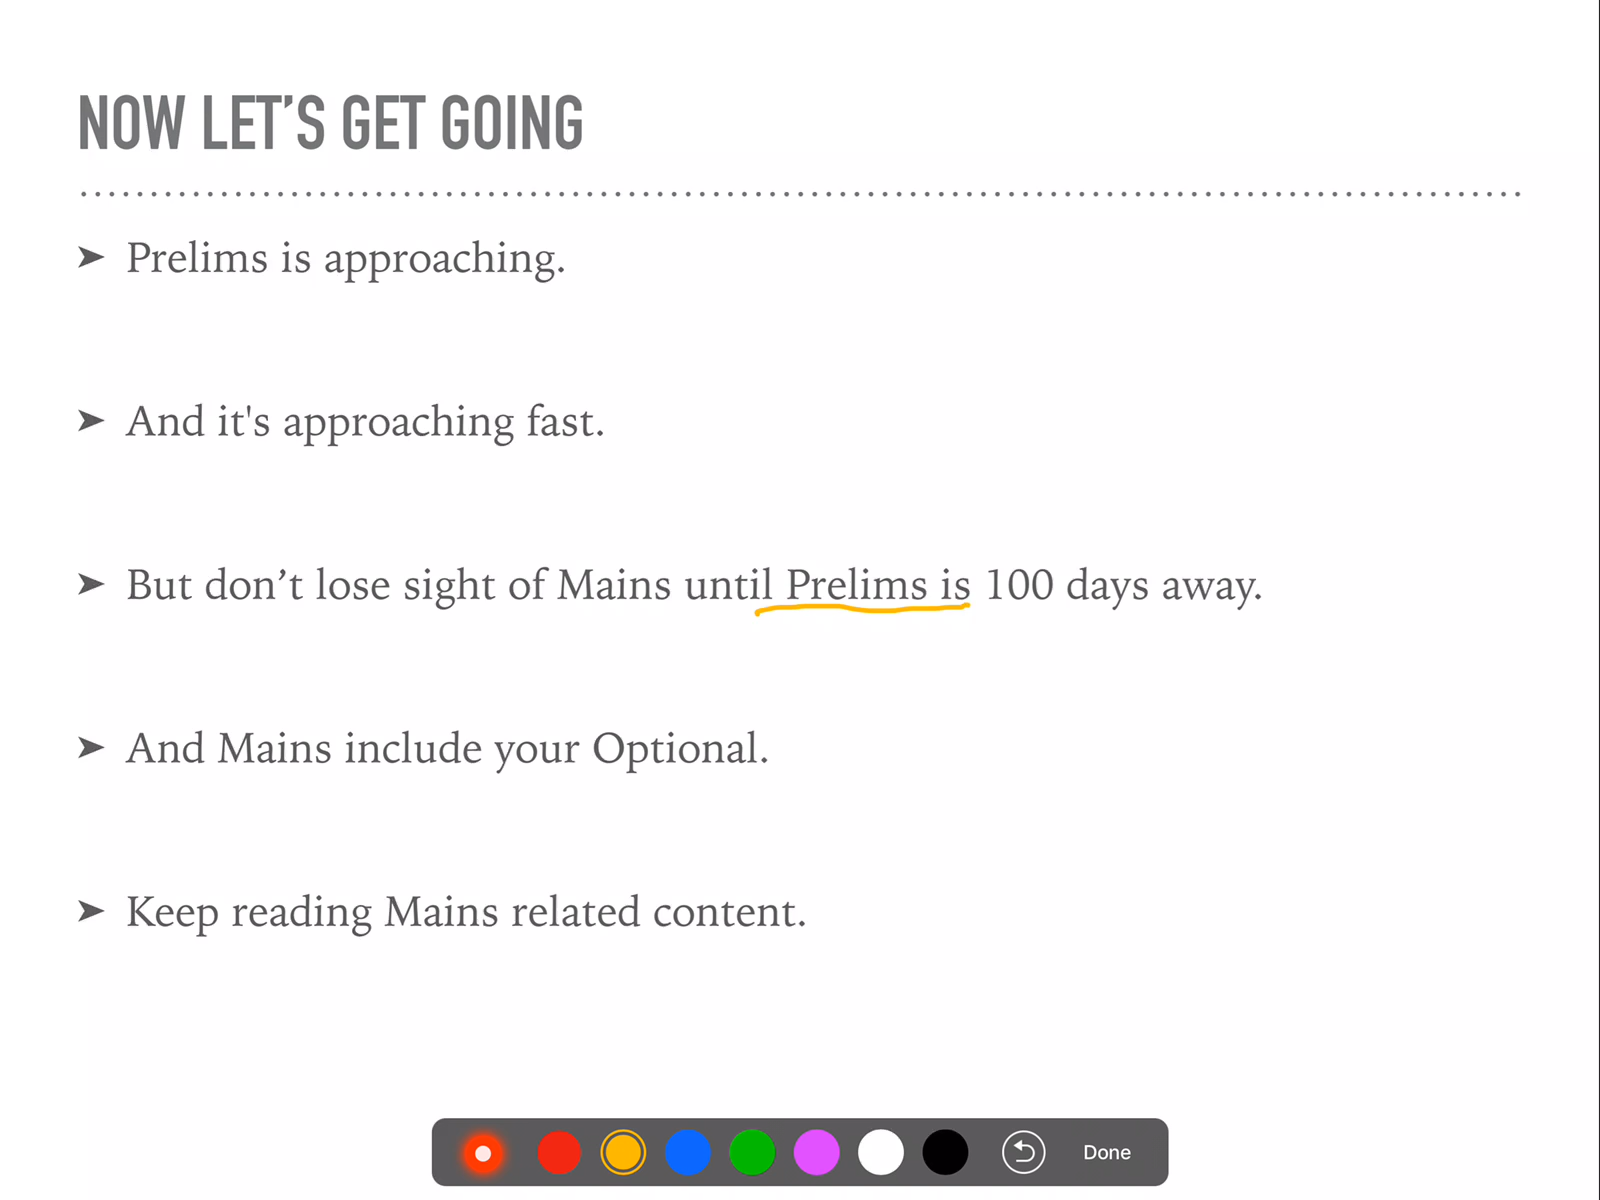 NOW LET’S GET GOING
➤ Prelims is approaching.
➤ And it's approaching fast.
➤ But don’t lose sight of Mains until Prelims is 100 days away.
➤ And Mains include your Optional.
➤ Keep reading Mains related content.
Done